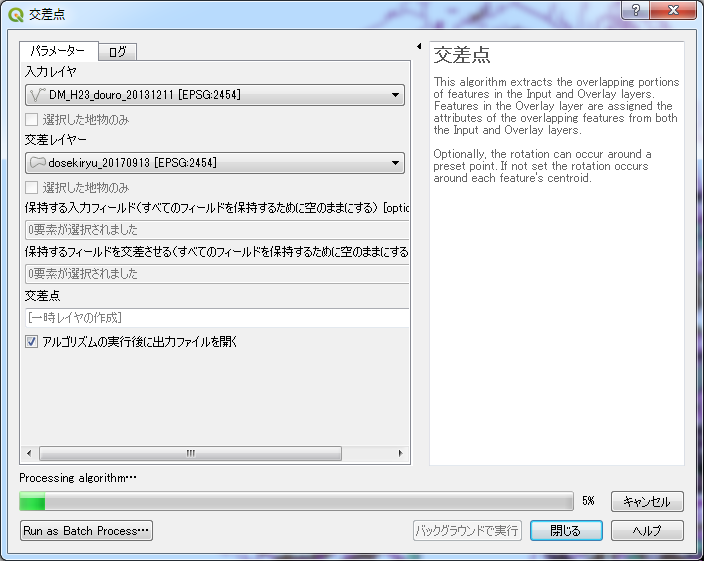 交差点
パラメーター
ログ
入力レイヤ
DM_H23_douro_20131211 [EPSG:2454]
選択した地物のみ
交差レイヤー
dosekiryu_20170913 [EPSG:2454]
選択した地物のみ
保持する入力フィールド(すべてのフィールドを保持するために空のままにする) [optio
0要素が選択されました
保持するフィールドを交差させる(すべてのフィールドを保持するために空のままにする
0要素が選択されました
交差点
[一時レイヤの作成]
アルゴリズムの実行後に出力ファイルを開く
交差点
This algorithm extracts the overlapping portions
of features in the Input and Overlay layers.
Features in the Overlay layer are assigned the
attributes of the overlapping features from both
the Input and Overlay layers.
Optionally, the rotation can occur around a
preset point. If not set the rotation occurs
around each feature's centroid.
Processing algorithm…
5%
キャンセル
Run as Batch Process…
バックグラウンドで実行
閉じる
ヘルプ